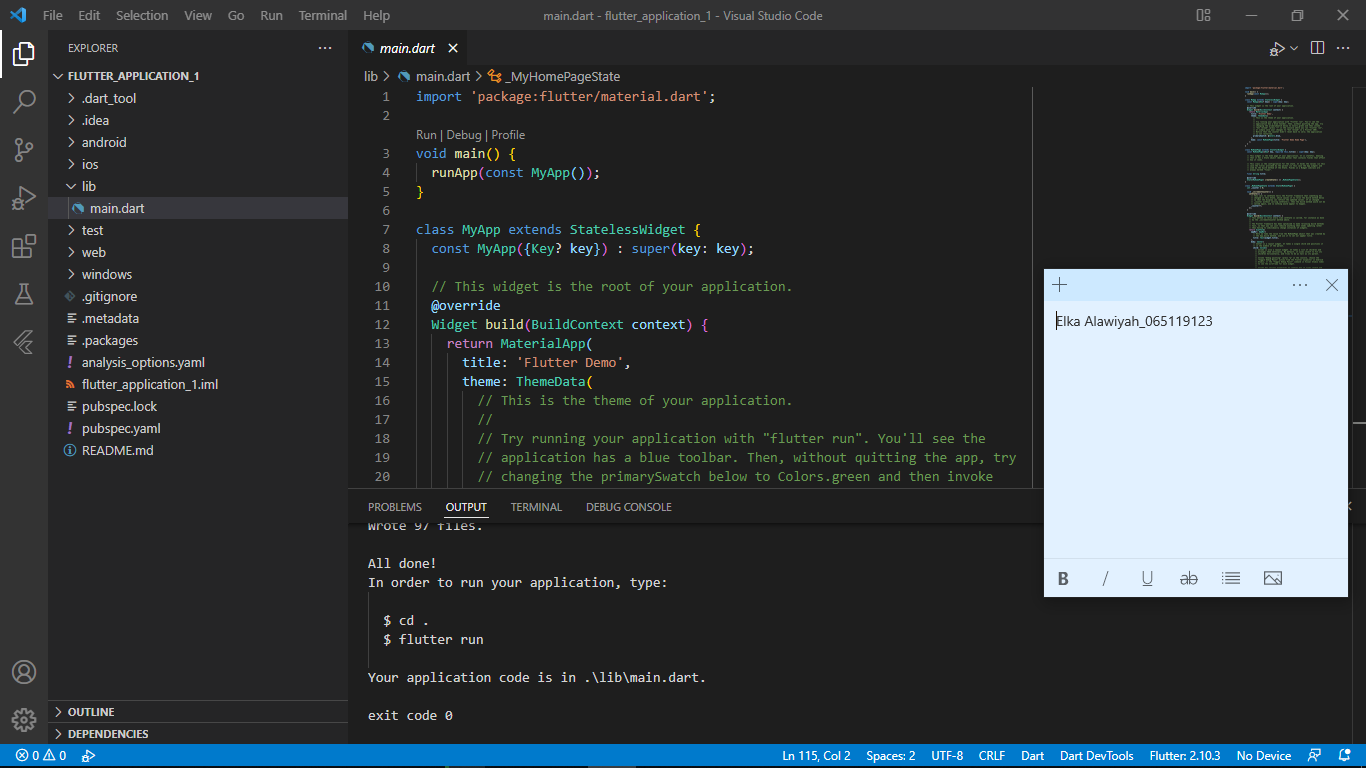 File Edit Selection View Go Run Terminal Help
main.dart - flutter_application_1 - Visual Studio Code
EXPLORER
FLUTTER_APPLICATION_1
.dart_tool
.idea
android
ios
lib
main.dart
test
web
windows
.gitignore
.metadata
.packages
analysis_options.yaml
flutter_application_1.iml
pubspec.lock
pubspec.yaml
README.md
OUTLINE
DEPENDENCIES
main.dart
lib > main.dart > _MyHomePageState
1 import 'package:flutter/material.dart';
2
Run | Debug | Profile
3 void main() {
4 runApp(const MyApp());
5 }
6
7 class MyApp extends StatelessWidget {
8 const MyApp({Key? key}) : super(key: key);
9
10 // This widget is the root of your application.
11 @override
12 Widget build(BuildContext context) {
13 return MaterialApp(
14 title: 'Flutter Demo',
15 theme: ThemeData(
16 // This is the theme of your application.
17 //
18 // Try running your application with "flutter run". You'll see the
19 // application has a blue toolbar. Then, without quitting the app, try
20 // changing the primarySwatch below to Colors.green and then invoke
Elka Alawiyah_065119123
B / U ab
PROBLEMS OUTPUT TERMINAL DEBUG CONSOLE
Wrote 97 files.
All done!
In order to run your application, type:
$ cd .
$ flutter run
Your application code is in .\lib\main.dart.
exit code 0
0 0 Ln 115, Col 2 Spaces: 2 UTF-8 CRLF Dart Dart DevTools Flutter: 2.10.3 No Device